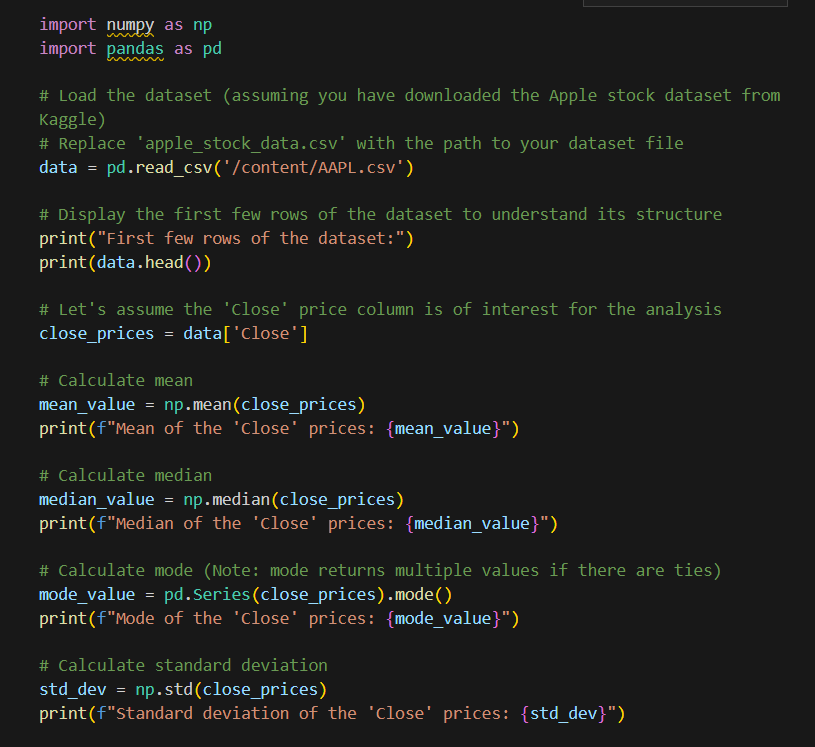 import numpy as np
import pandas as pd
# Load the dataset (assuming you have downloaded the Apple stock dataset from
Kaggle)
# Replace 'apple_stock_data.csv' with the path to your dataset file
data = pd.read_csv('/content/AAPL.csv')
# Display the first few rows of the dataset to understand its structure
print("First few rows of the dataset:")
print(data.head())
# Let's assume the 'Close' price column is of interest for the analysis
close_prices = data['Close']
# Calculate mean
mean_value = np.mean(close_prices)
print(f"Mean of the 'Close' prices: {mean_value}")
# Calculate median
median_value = np.median(close_prices)
print(f"Median of the 'Close' prices: {median_value}")
# Calculate mode (Note: mode returns multiple values if there are ties)
mode_value = pd.Series(close_prices).mode()
print(f"Mode of the 'Close' prices: {mode_value}")
# Calculate standard deviation
std_dev = np.std(close_prices)
print(f"Standard deviation of the 'Close' prices: {std_dev}")